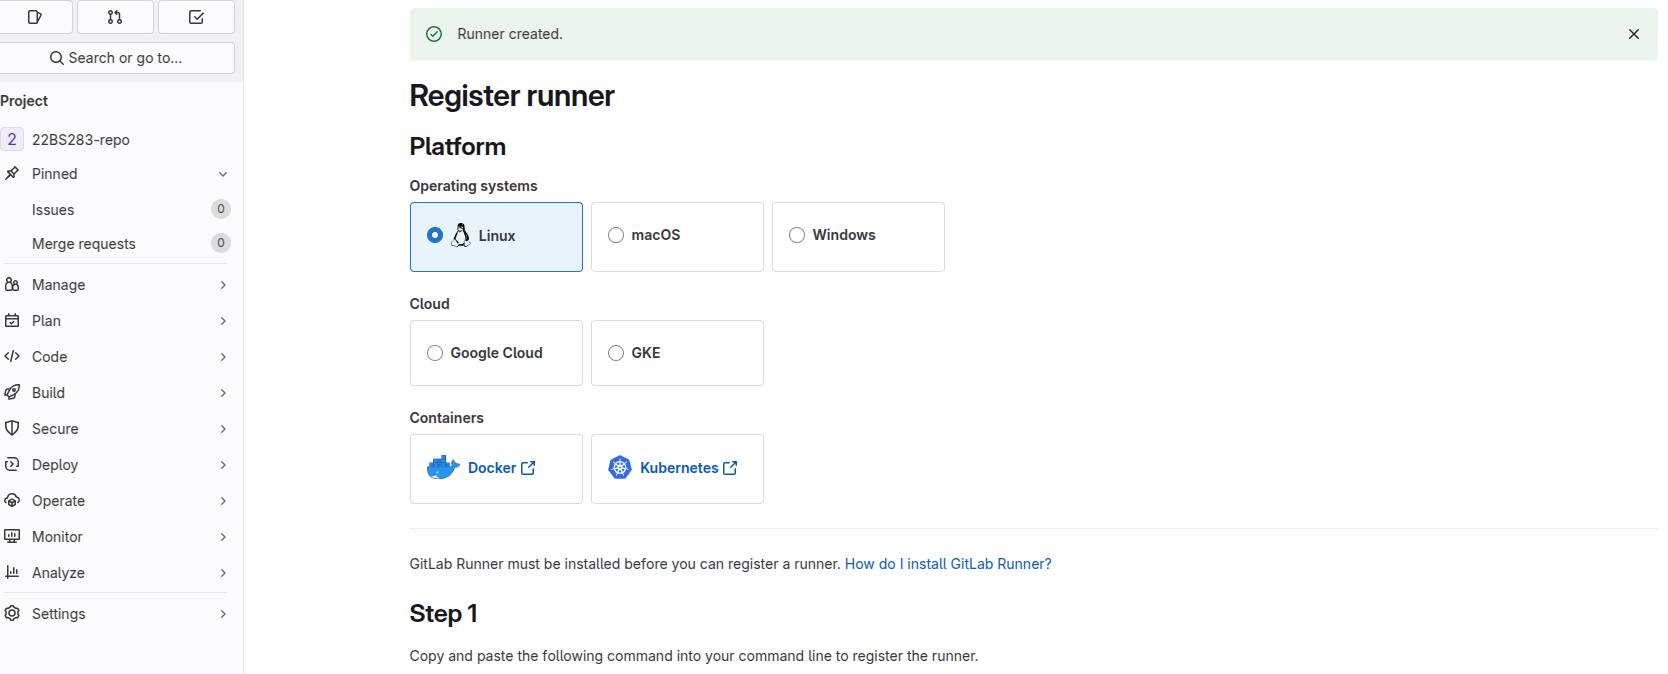 Search or go to...
Project
2 22BS283-repo
Pinned
Issues 0
Merge requests 0
Manage
Plan
Code
Build
Secure
Deploy
Operate
Monitor
Analyze
Settings
Runner created.
Register runner
Platform
Operating systems
Linux macOS Windows
Cloud
Google Cloud GKE
Containers
Docker Kubernetes
GitLab Runner must be installed before you can register a runner. How do I install GitLab Runner?
Step 1
Copy and paste the following command into your command line to register the runner.